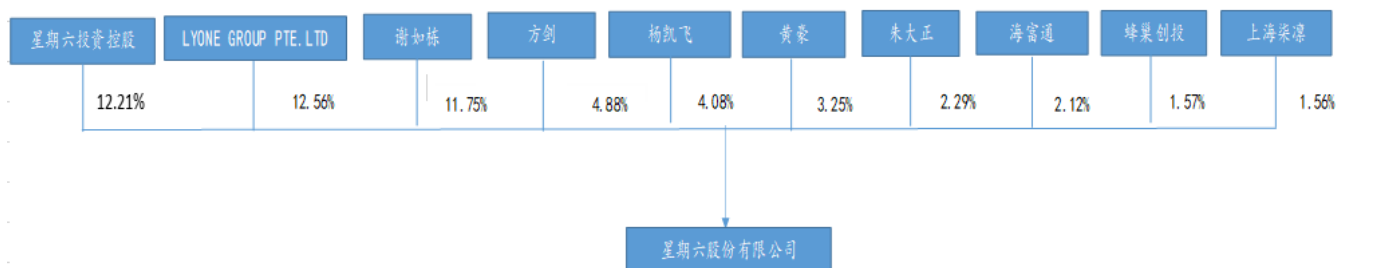 星期六投资控股 LYONE GROUP PTE.LTD 谢如栋 方剑 杨凯飞 黄豪 朱大正 海富通 蜂巢创投 上海柒凛
12.21% 12.56% 11.75% 4.88% 4.08% 3.25% 2.29% 2.12% 1.57% 1.56%
星期六股份有限公司